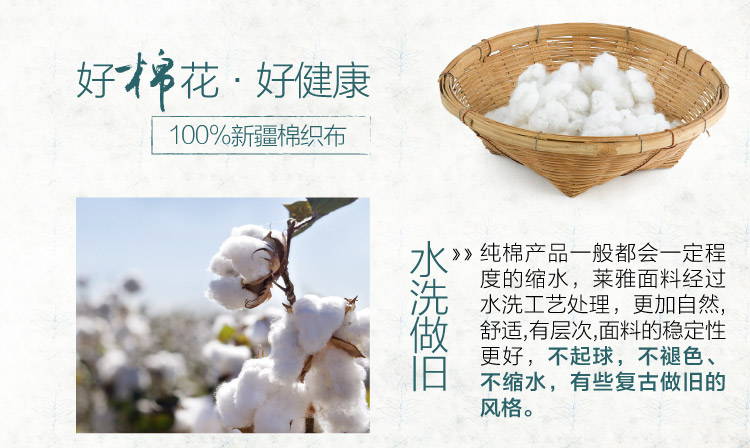 好棉花·好健康
100%新疆棉织布
水洗做旧
》》纯棉产品一般都会一定程
度的缩水，莱雅面料经过
水洗工艺处理，更加自然,
舒适,有层次,面料的稳定性
更好，不起球，不褪色、
不缩水，有些复古做旧的
风格。